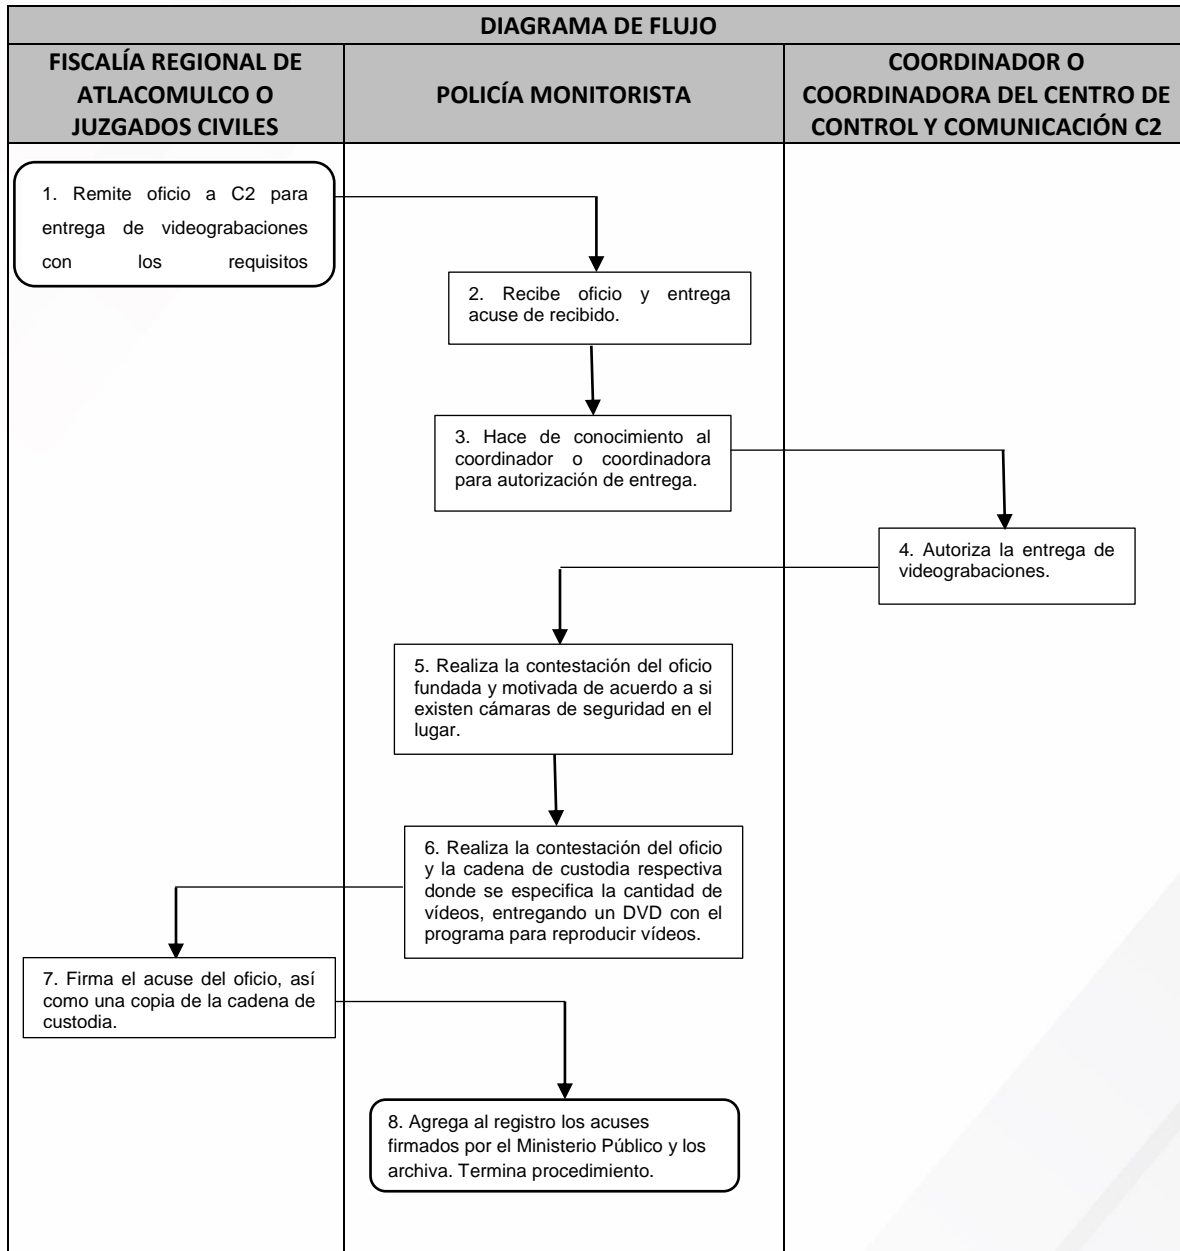 DIAGRAMA DE FLUJO
FISCALÍA REGIONAL DE
ATLACOMULCO O
JUZGADOS CIVILES
POLICÍA MONITORISTA
COORDINADOR O
COORDINADORA DEL CENTRO DE
CONTROL Y COMUNICACIÓN C2
1. Remite oficio a C2 para
entrega de videograbaciones
con los requisitos
2. Recibe oficio y entrega
acuse de recibido.
3. Hace de conocimiento al
coordinador o coordinadora
para autorización de entrega.
4. Autoriza la entrega de
videograbaciones.
5. Realiza la contestación del oficio
fundada y motivada de acuerdo a si
existen cámaras de seguridad en el
lugar.
6. Realiza la contestación del oficio
y la cadena de custodia respectiva
donde se especifica la cantidad de
vídeos, entregando un DVD con el
programa para reproducir vídeos.
7. Firma el acuse del oficio, así
como una copia de la cadena de
custodia.
8. Agrega al registro los acuses
firmados por el Ministerio Público y los
archiva. Termina procedimiento.